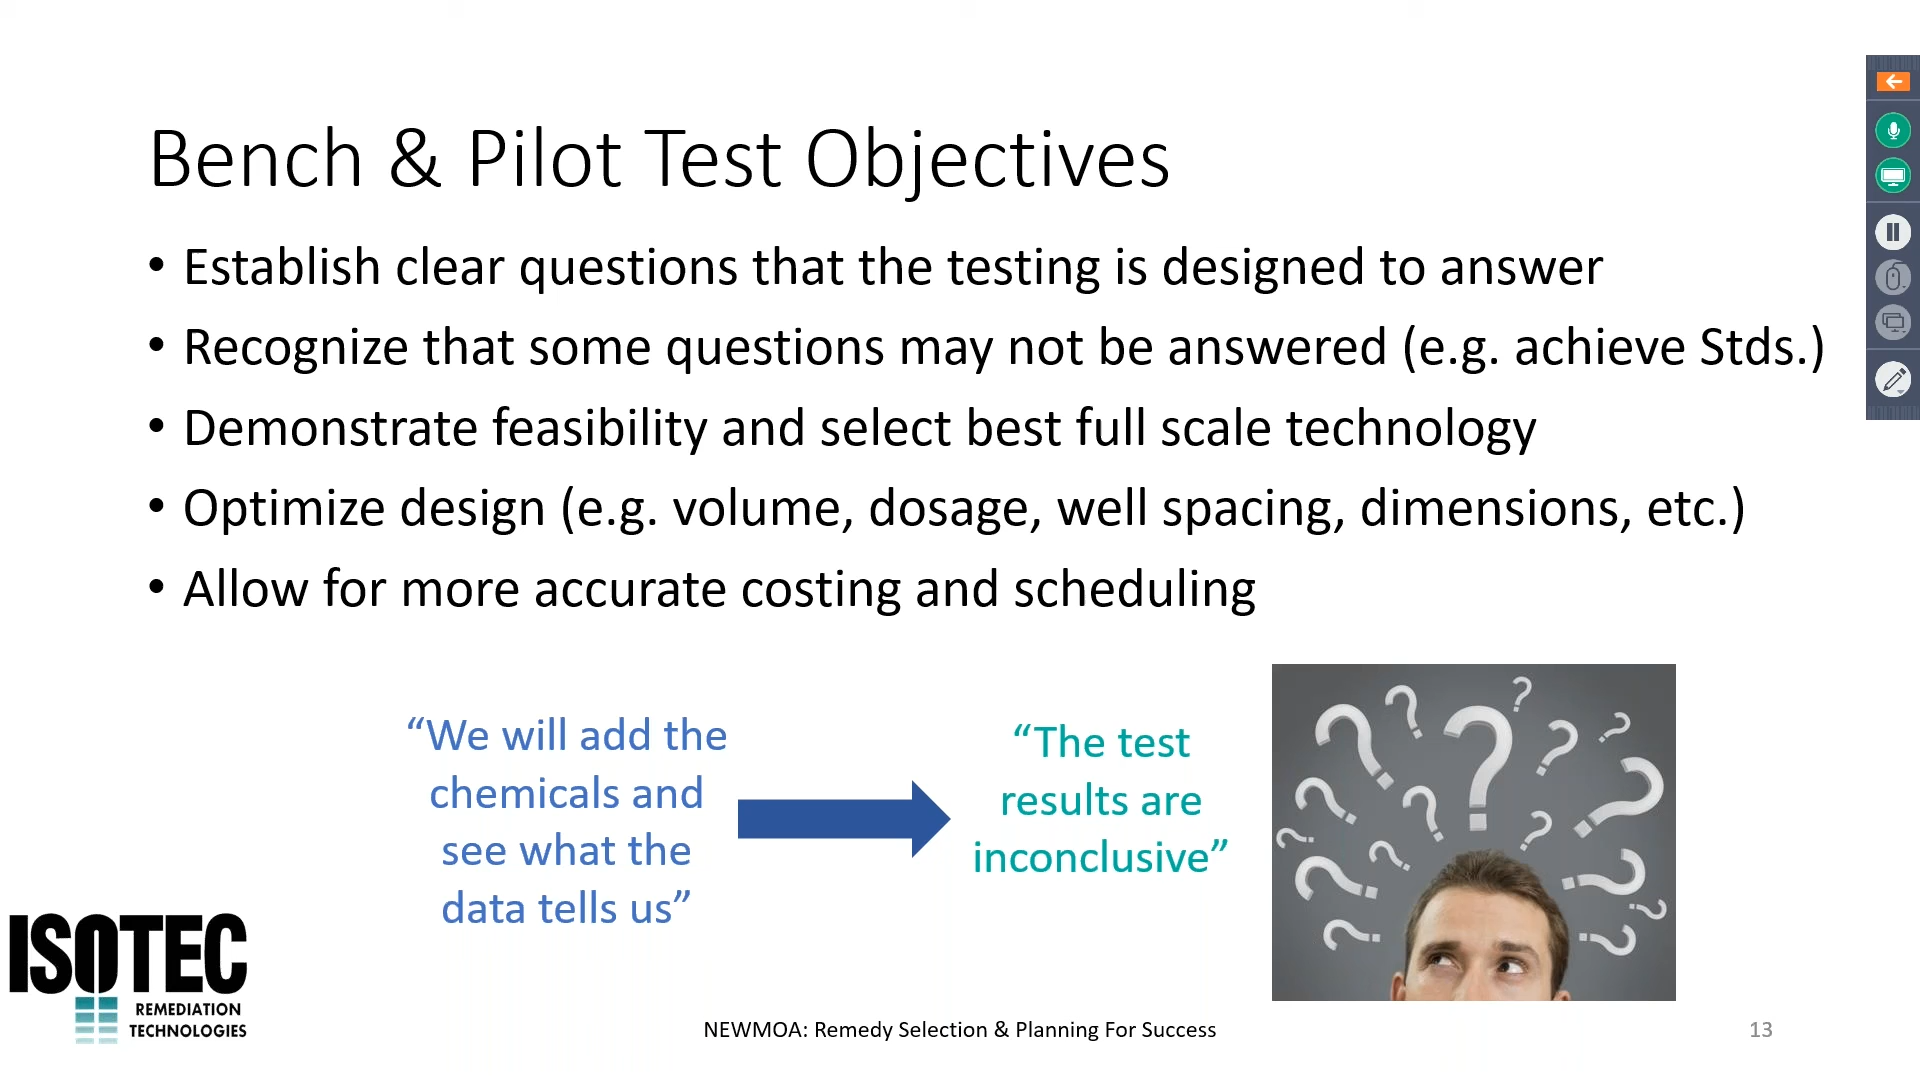 Bench & Pilot Test Objectives
• Establish clear questions that the testing is designed to answer
• Recognize that some questions may not be answered (e.g. achieve Stds.)
• Demonstrate feasibility and select best full scale technology
• Optimize design (e.g. volume, dosage, well spacing, dimensions, etc.)
• Allow for more accurate costing and scheduling
“We will add the
chemicals and
see what the
data tells us”
“The test
results are
inconclusive”
? ? ? ? ? ? ? ? ? ? ? ? ? ? ? ? ?
ISOTEC
REMEDIATION
TECHNOLOGIES
NEWMOA: Remedy Selection & Planning For Success
13